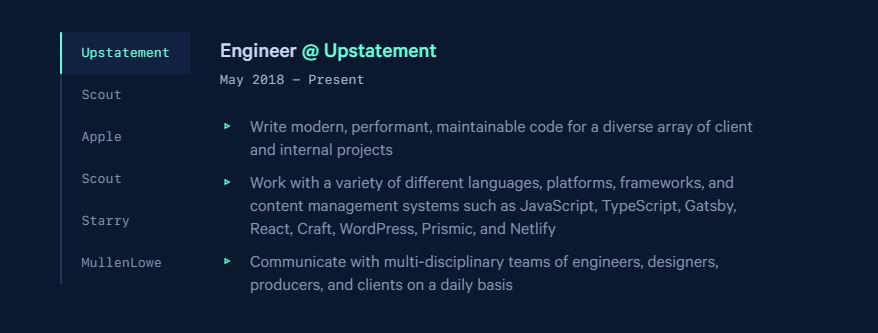 Upstatement
Scout
Apple
Scout
Starry
MullenLowe
Engineer @ Upstatement
May 2018 – Present
Write modern, performant, maintainable code for a diverse array of client
and internal projects
Work with a variety of different languages, platforms, frameworks, and
content management systems such as JavaScript, TypeScript, Gatsby,
React, Craft, WordPress, Prismic, and Netlify
Communicate with multi-disciplinary teams of engineers, designers,
producers, and clients on a daily basis